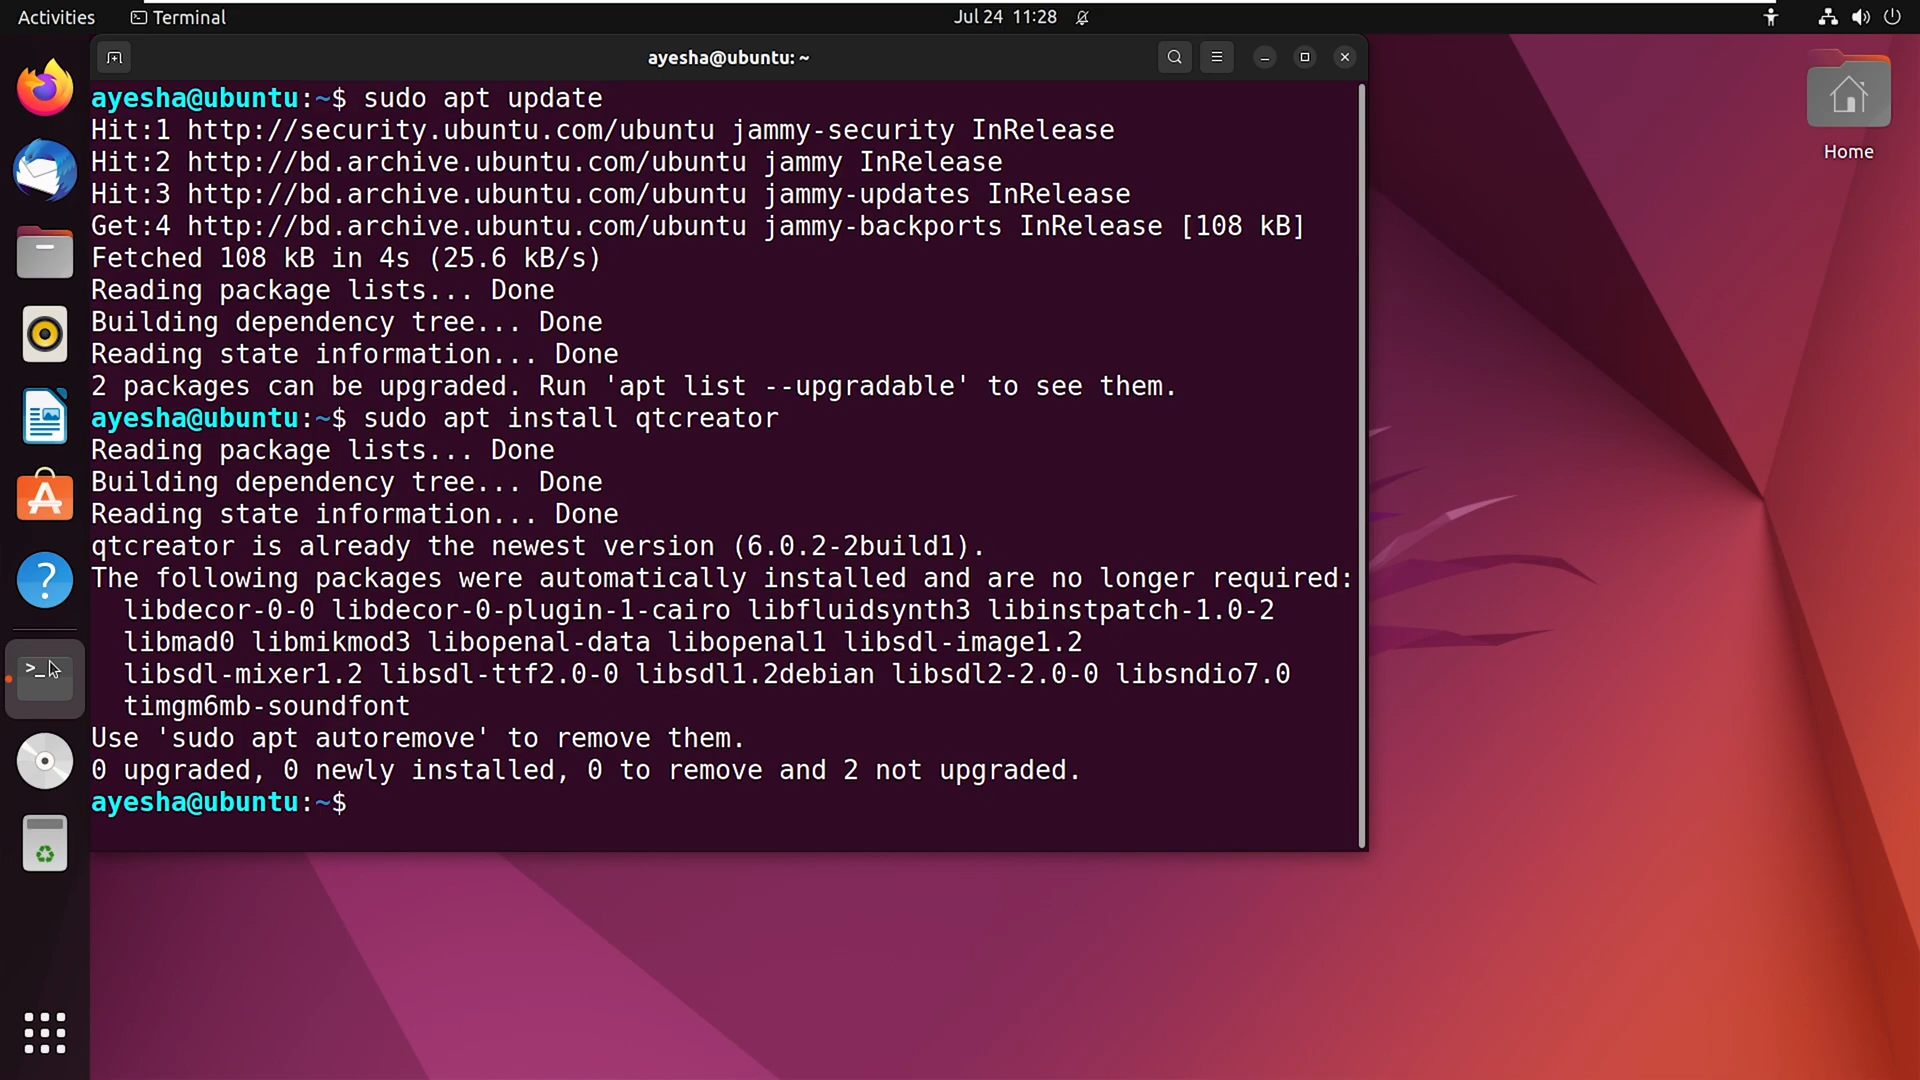 Activities Terminal Jul 24 11:28
ayesha@ubuntu: ~
Home
ayesha@ubuntu:~$ sudo apt update
Hit:1 http://security.ubuntu.com/ubuntu jammy-security InRelease
Hit:2 http://bd.archive.ubuntu.com/ubuntu jammy InRelease
Hit:3 http://bd.archive.ubuntu.com/ubuntu jammy-updates InRelease
Get:4 http://bd.archive.ubuntu.com/ubuntu jammy-backports InRelease [108 kB]
Fetched 108 kB in 4s (25.6 kB/s)
Reading package lists... Done
Building dependency tree... Done
Reading state information... Done
2 packages can be upgraded. Run 'apt list --upgradable' to see them.
ayesha@ubuntu:~$ sudo apt install qtcreator
Reading package lists... Done
Building dependency tree... Done
Reading state information... Done
qtcreator is already the newest version (6.0.2-2build1).
The following packages were automatically installed and are no longer required:
  libdecor-0-0 libdecor-0-plugin-1-cairo libfluidsynth3 libinstpatch-1.0-2
  libmad0 libmikmod3 libopenal-data libopenal1 libsdl-image1.2
  libsdl-mixer1.2 libsdl-ttf2.0-0 libsdl1.2debian libsdl2-2.0-0 libsndio7.0
  timgm6mb-soundfont
Use 'sudo apt autoremove' to remove them.
0 upgraded, 0 newly installed, 0 to remove and 2 not upgraded.
ayesha@ubuntu:~$